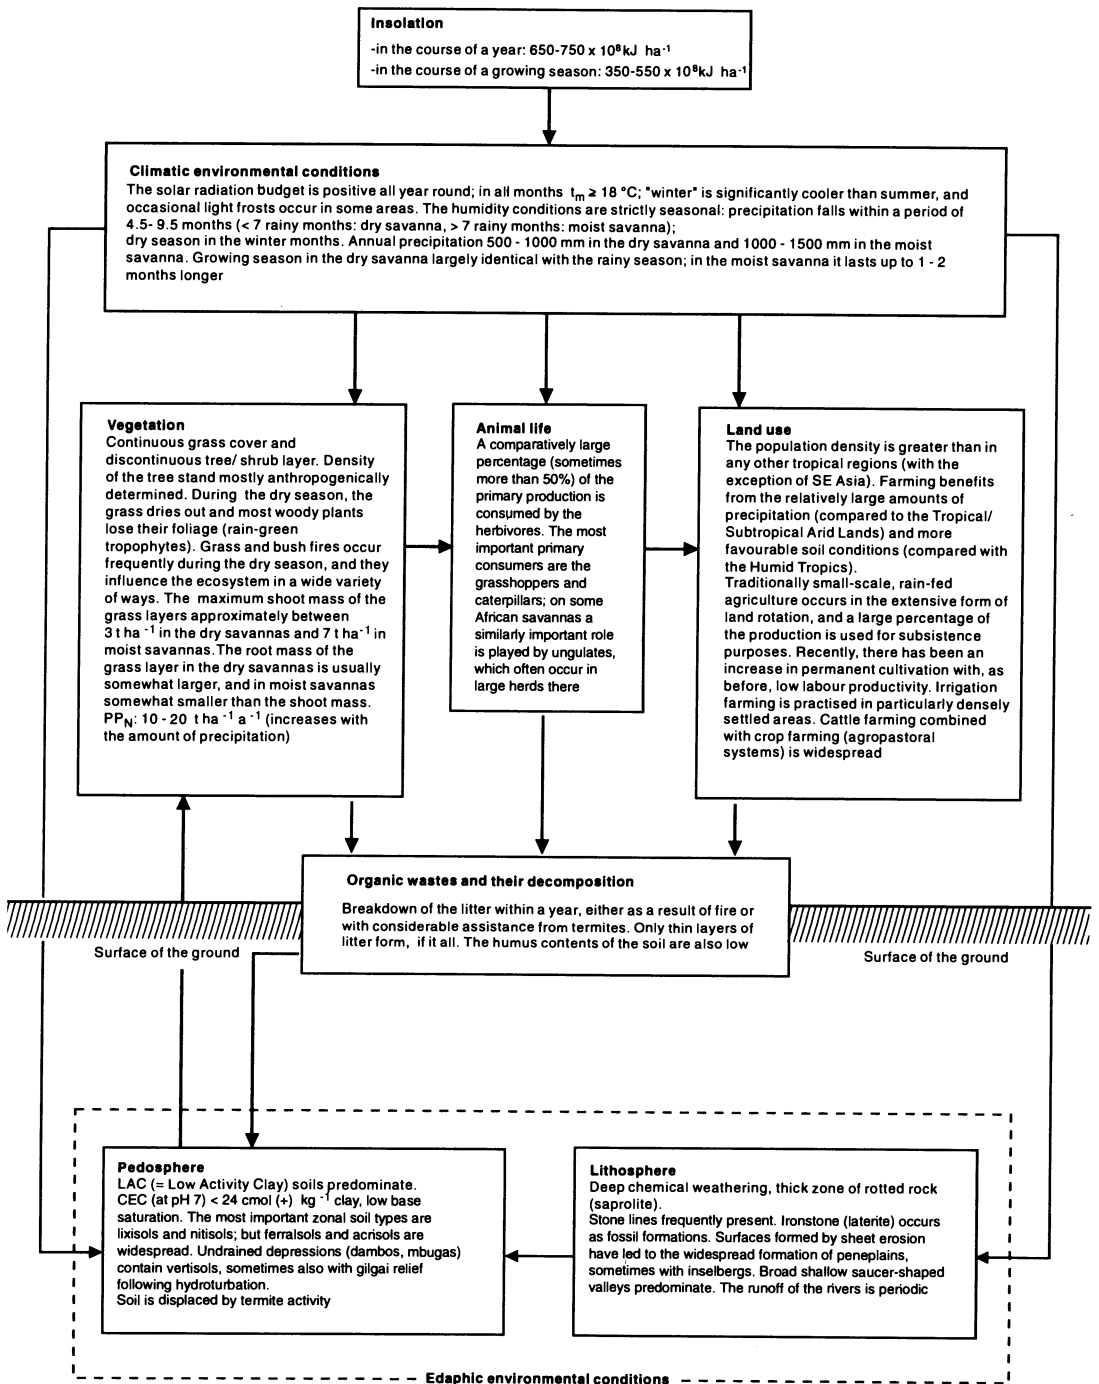 Insolation
-in the course of a year: 650-750 x 10⁸kJ ha⁻¹
-in the course of a growing season: 350-550 x 10⁸kJ ha⁻¹
Climatic environmental conditions
The solar radiation budget is positive all year round; in all months tₘ ≥ 18 °C; "winter" is significantly cooler than summer, and
occasional light frosts occur in some areas. The humidity conditions are strictly seasonal: precipitation falls within a period of
4.5- 9.5 months (< 7 rainy months: dry savanna, > 7 rainy months: moist savanna);
dry season in the winter months. Annual precipitation 500 - 1000 mm in the dry savanna and 1000 - 1500 mm in the moist
savanna. Growing season in the dry savanna largely identical with the rainy season; in the moist savanna it lasts up to 1 - 2
months longer
Vegetation
Continuous grass cover and
discontinuous tree/ shrub layer. Density
of the tree stand mostly anthropogenically
determined. During the dry season, the
grass dries out and most woody plants
lose their foliage (rain-green
tropophytes). Grass and bush fires occur
frequently during the dry season, and they
influence the ecosystem in a wide variety
of ways. The maximum shoot mass of the
grass layers approximately between
3 t ha ⁻¹ in the dry savannas and 7 t ha⁻¹ in
moist savannas.The root mass of the
grass layer in the dry savannas is usually
somewhat larger, and in moist savannas
somewhat smaller than the shoot mass.
PP_N: 10 - 20 t ha ⁻¹ a ⁻¹ (increases with
the amount of precipitation)
Animal life
A comparatively large
percentage (sometimes
more than 50%) of the
primary production is
consumed by the
herbivores. The most
important primary
consumers are the
grasshoppers and
caterpillars; on some
African savannas a
similarly important role
is played by ungulates,
which often occur in
large herds there
Land use
The population density is greater than in
any other tropical regions (with the
exception of SE Asia). Farming benefits
from the relatively large amounts of
precipitation (compared to the Tropical/
Subtropical Arid Lands) and more
favourable soil conditions (compared with
the Humid Tropics).
Traditionally small-scale, rain-fed
agriculture occurs in the extensive form of
land rotation, and a large percentage of
the production is used for subsistence
purposes. Recently, there has been an
increase in permanent cultivation with, as
before, low labour productivity. Irrigation
farming is practised in particularly densely
settled areas. Cattle farming combined
with crop farming (agropastoral
systems) is widespread
Organic wastes and their decomposition
Breakdown of the litter within a year, either as a result of fire or
with considerable assistance from termites. Only thin layers of
litter form, if it all. The humus contents of the soil are also low
Surface of the ground
Surface of the ground
Pedosphere
LAC (= Low Activity Clay) soils predominate.
CEC (at pH 7) < 24 cmol (+) kg ⁻¹ clay, low base
saturation. The most important zonal soil types are
lixisols and nitisols; but ferralsols and acrisols are
widespread. Undrained depressions (dambos, mbugas)
contain vertisols, sometimes also with gilgai relief
following hydroturbation.
Soil is displaced by termite activity
Lithosphere
Deep chemical weathering, thick zone of rotted rock
(saprolite).
Stone lines frequently present. Ironstone (laterite) occurs
as fossil formations. Surfaces formed by sheet erosion
have led to the widespread formation of peneplains,
sometimes with inselbergs. Broad shallow saucer-shaped
valleys predominate. The runoff of the rivers is periodic
Edaphic environmental conditions